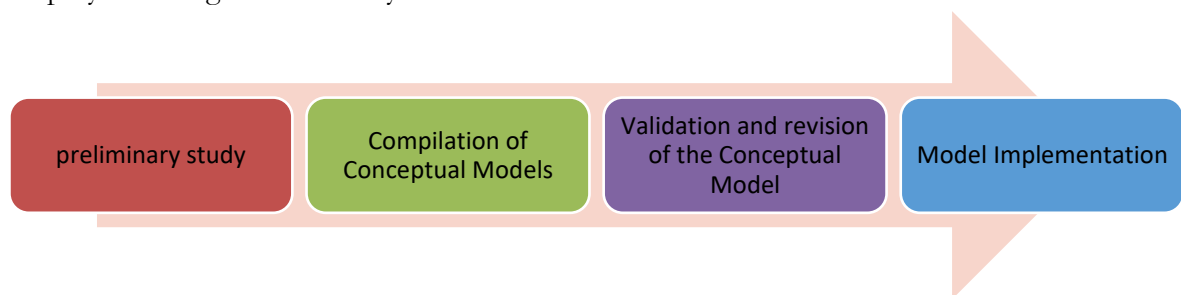 preliminary study
Compilation of
Conceptual Models
Validation and revision
of the Conceptual
Model
Model Implementation